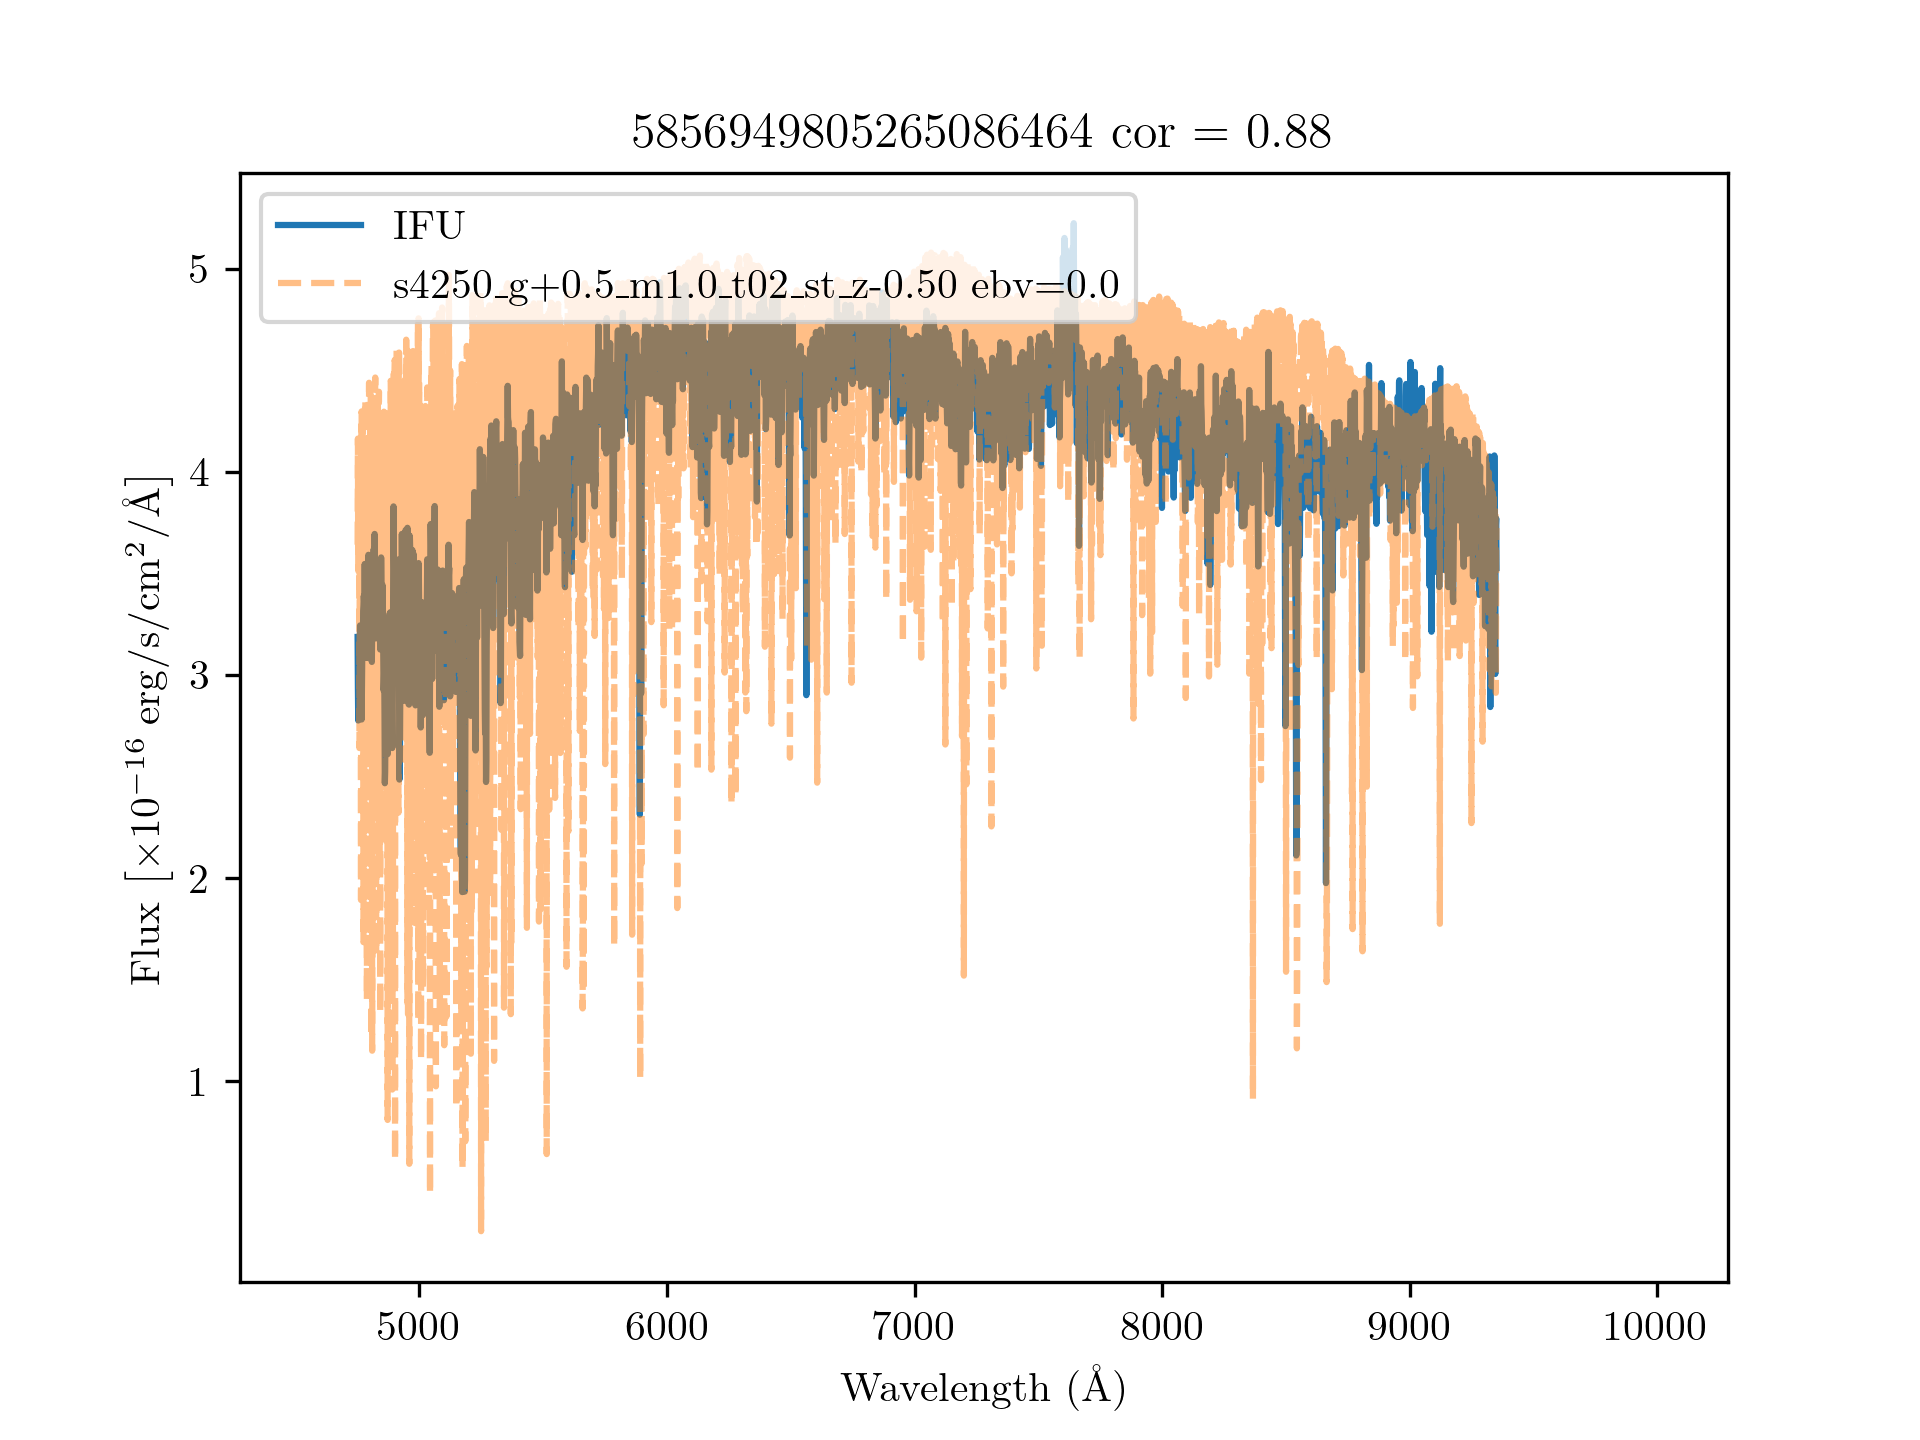 5856949805265086464 cor = 0.88
IFU
s4250_g+0.5_m1.0_t02_st_z-0.50 ebv=0.0
Flux [×10⁻¹⁶ erg/s/cm²/Å]
5
4
3
2
1
5000 6000 7000 8000 9000 10000
Wavelength (Å)